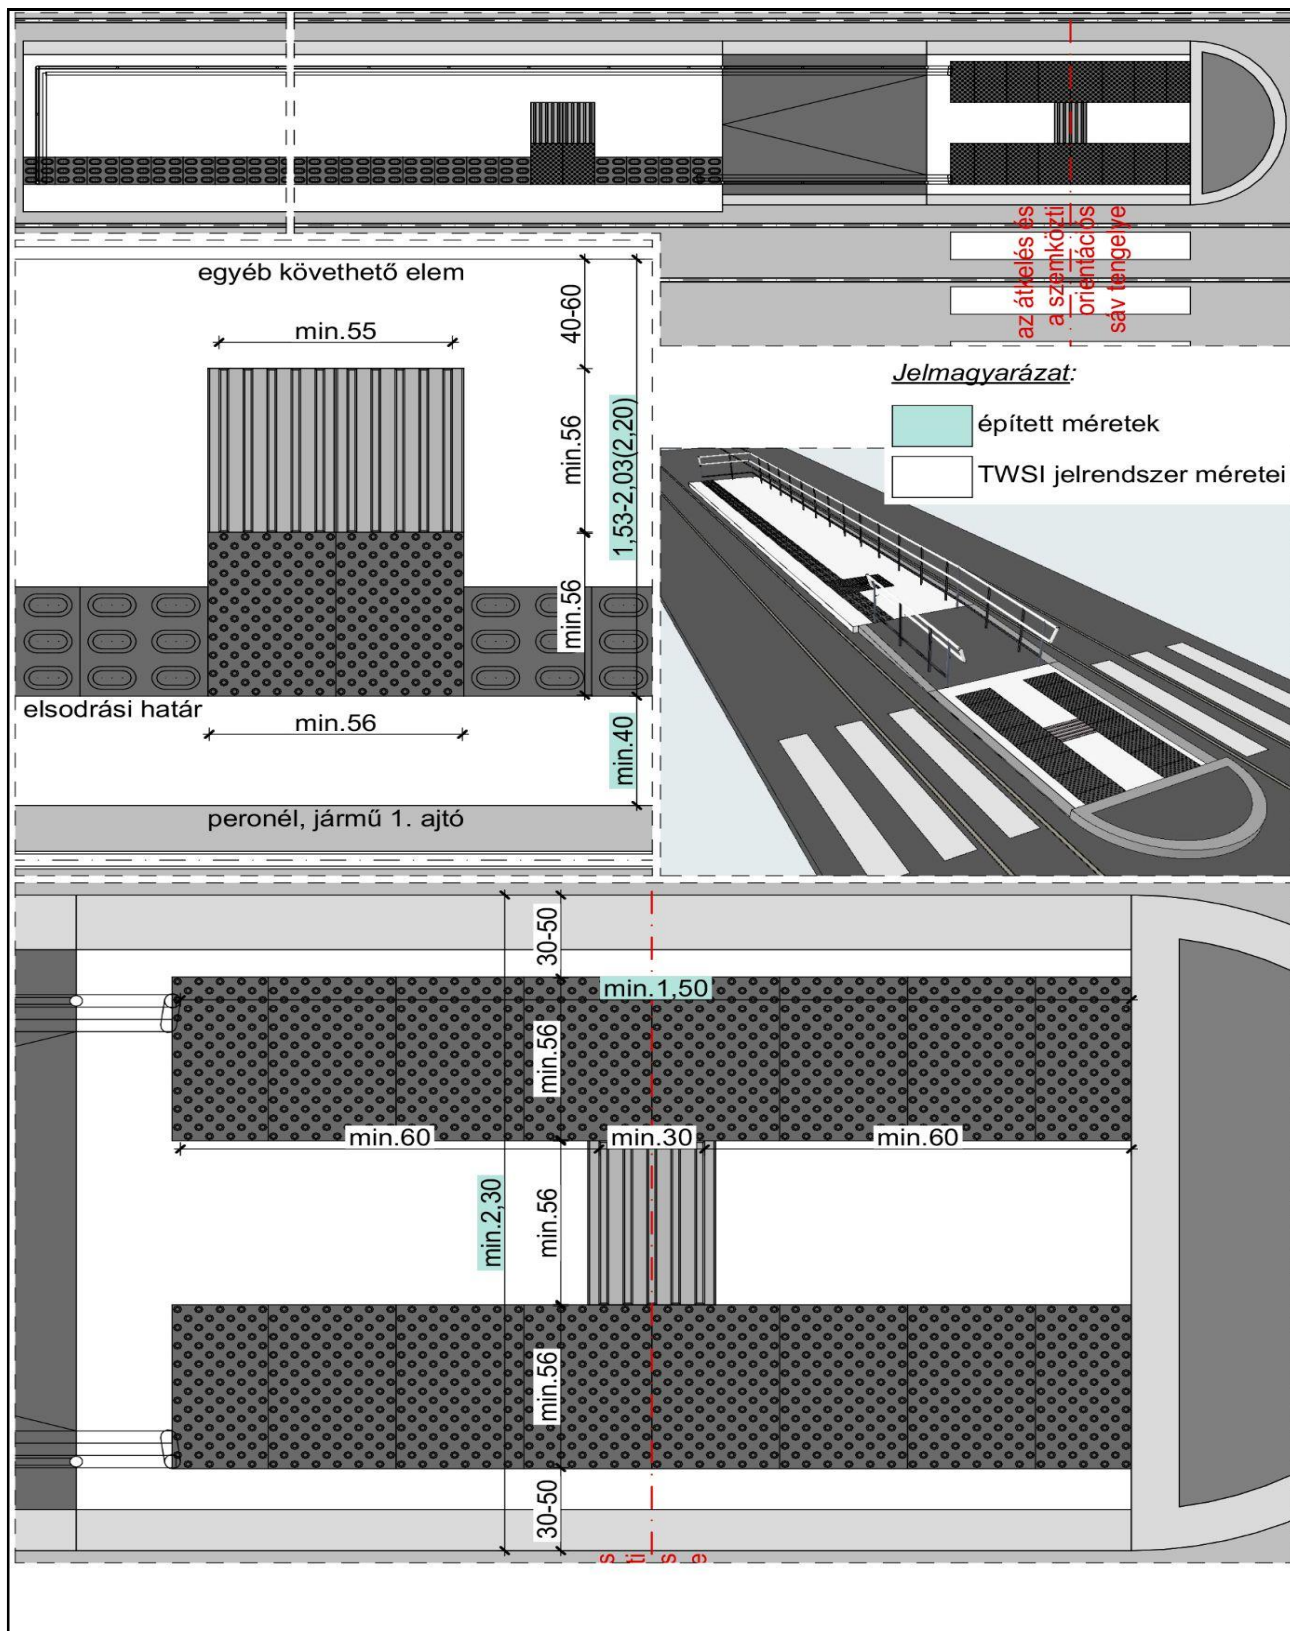 az átkelés és
a szemközti
orientációs
sáv tengelye
egyéb követhető elem
min.55
40-60
min.56
1,53-2,03(2,20)
min.56
elsodrási határ
min.56
min.40
peronél, jármű 1. ajtó
Jelmagyarázat:
épített méretek
TWSI jelrendszer méretei
30-50
min.1,50
min.56
min.60
min.30
min.60
min.2,30
min.56
min.56
30-50
s
ti
s
e